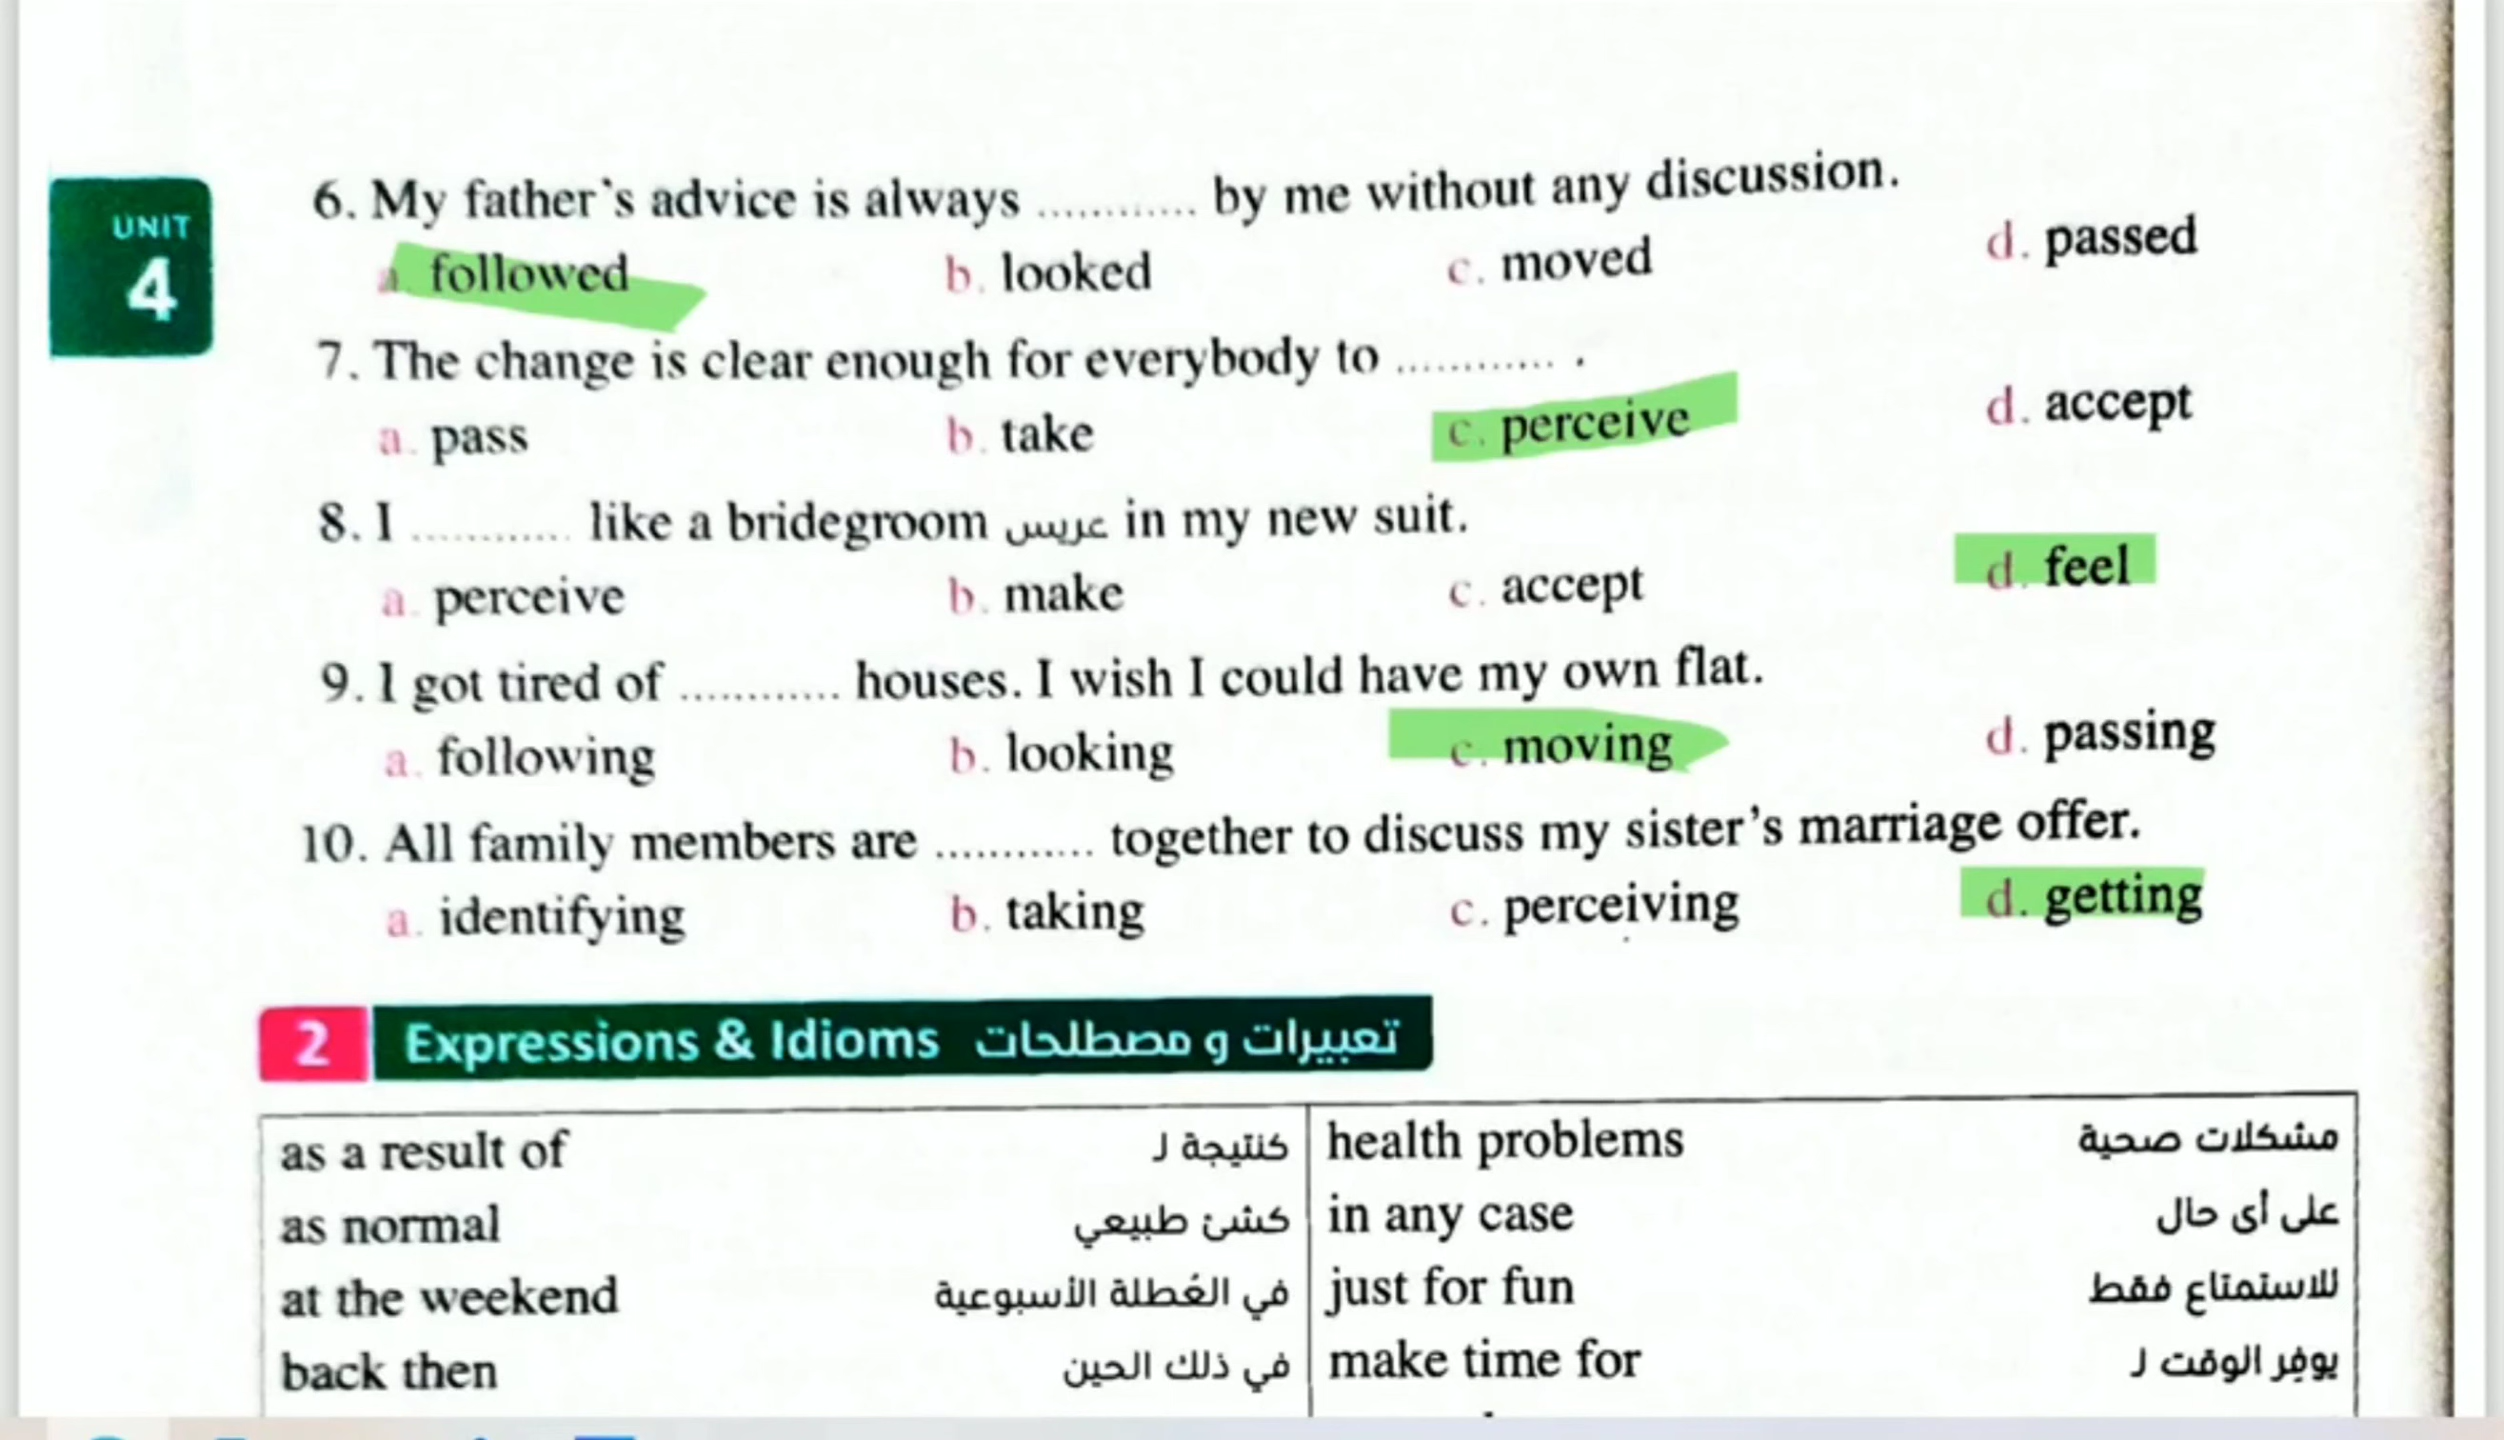 UNIT
4
6. My father's advice is always ............ by me without any discussion.
a. followed b. looked c. moved d. passed
7. The change is clear enough for everybody to ............ .
a. pass b. take c. perceive d. accept
8. I ............ like a bridegroom عريس in my new suit.
a. perceive b. make c. accept d. feel
9. I got tired of ............ houses. I wish I could have my own flat.
a. following b. looking c. moving d. passing
10. All family members are ............ together to discuss my sister's marriage offer.
a. identifying b. taking c. perceiving d. getting
2 Expressions & Idioms تعبيرات و مصطلحات
as a result of كنتيجة لـ health problems مشكلات صحية
as normal كشئ طبيعي in any case على أى حال
at the weekend في العُطلة الأسبوعية just for fun للاستمتاع فقط
back then في ذلك الحين make time for يوفر الوقت لـ